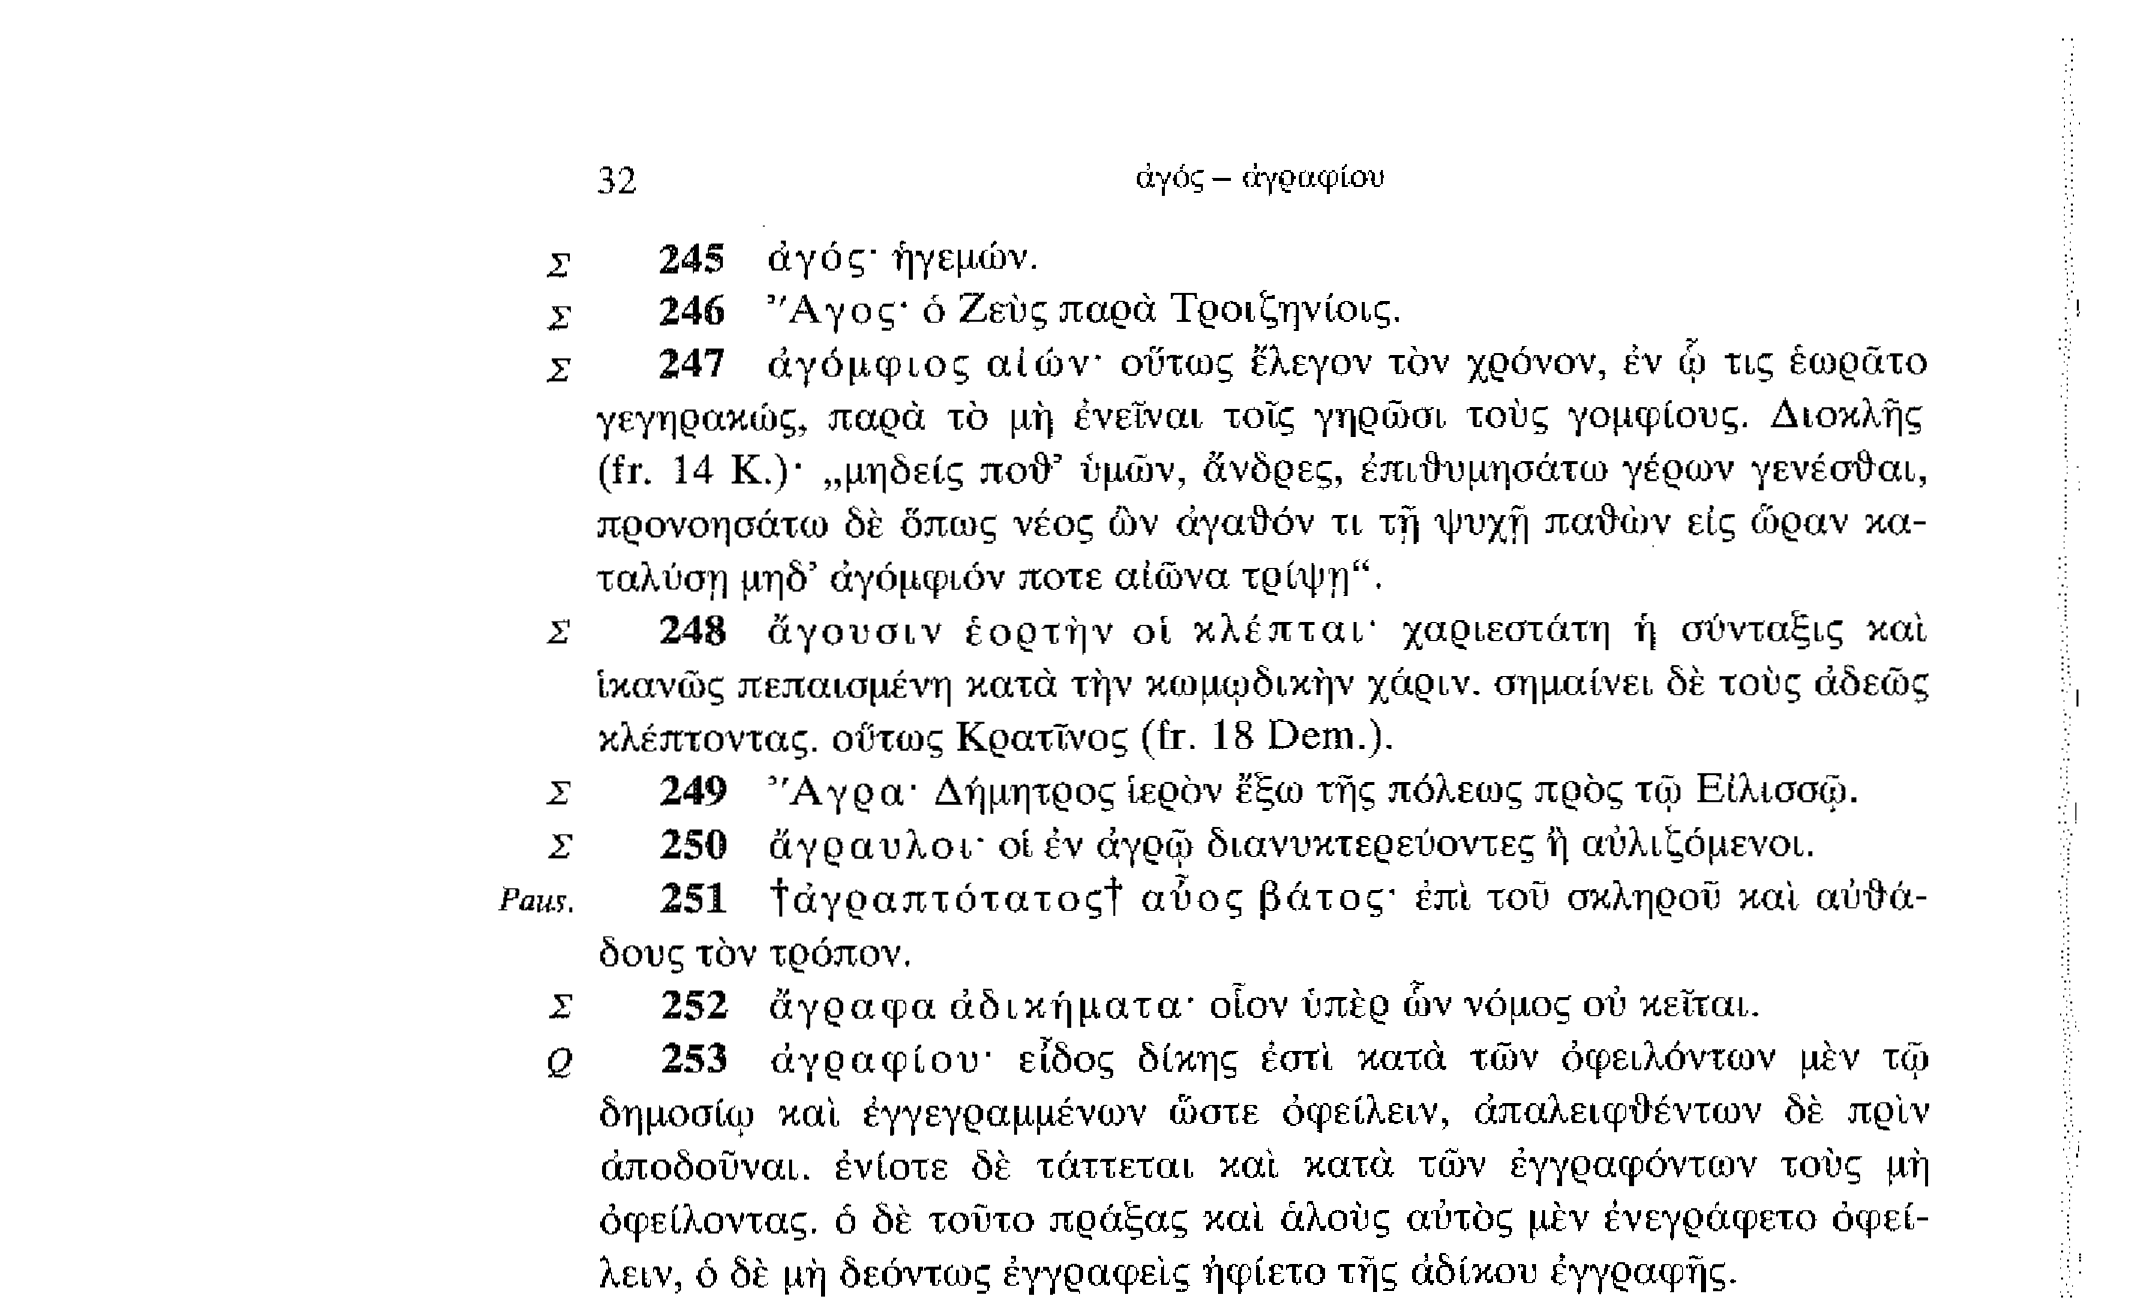 32 ἀγός – ἀγραφίου
Σ 245 ἀγός· ἡγεμών.
Σ 246 Ἄγος· ὁ Ζεὺς παρὰ Τροιζηνίοις.
Σ 247 ἀγόμφιος αἰών· οὕτως ἔλεγον τὸν χρόνον, ἐν ᾧ τις ἑωρᾶτο
γεγηρακώς, παρὰ τὸ μὴ ἐνεῖναι τοῖς γηρῶσι τοὺς γομφίους. Διοκλῆς
(fr. 14 K.)· „μηδείς ποθ’ ὑμῶν, ἄνδρες, ἐπιθυμησάτω γέρων γενέσθαι,
προνοησάτω δὲ ὅπως νέος ὢν ἀγαθόν τι τῇ ψυχῇ παθὼν εἰς ὥραν κα-
ταλύσῃ μηδ’ ἀγόμφιόν ποτε αἰῶνα τρίψῃ“.
Σ 248 ἄγουσιν ἑορτὴν οἱ κλέπται· χαριεστάτη ἡ σύνταξις καὶ
ἱκανῶς πεπαισμένη κατὰ τὴν κωμῳδικὴν χάριν. σημαίνει δὲ τοὺς ἀδεῶς
κλέπτοντας. οὕτως Κρατῖνος (fr. 18 Dem.).
Σ 249 Ἄγρα· Δήμητρος ἱερὸν ἔξω τῆς πόλεως πρὸς τῷ Εἰλισσῷ.
Σ 250 ἄγραυλοι· οἱ ἐν ἀγρῷ διανυκτερεύοντες ἢ αὐλιζόμενοι.
Paus. 251 †ἀγραπτότατος† αὖος βάτος· ἐπὶ τοῦ σκληροῦ καὶ αὐθά-
δους τὸν τρόπον.
Σ 252 ἄγραφα ἀδικήματα· οἷον ὑπὲρ ὧν νόμος οὐ κεῖται.
Q 253 ἀγραφίου· εἶδος δίκης ἐστὶ κατὰ τῶν ὀφειλόντων μὲν τῷ
δημοσίῳ καὶ ἐγγεγραμμένων ὥστε ὀφείλειν, ἀπαλειφθέντων δὲ πρὶν
ἀποδοῦναι. ἐνίοτε δὲ τάττεται καὶ κατὰ τῶν ἐγγραφόντων τοὺς μὴ
ὀφείλοντας. ὁ δὲ τοῦτο πράξας καὶ ἁλοὺς αὐτὸς μὲν ἐνεγράφετο ὀφεί-
λειν, ὁ δὲ μὴ δεόντως ἐγγραφεὶς ἠφίετο τῆς ἀδίκου ἐγγραφῆς.